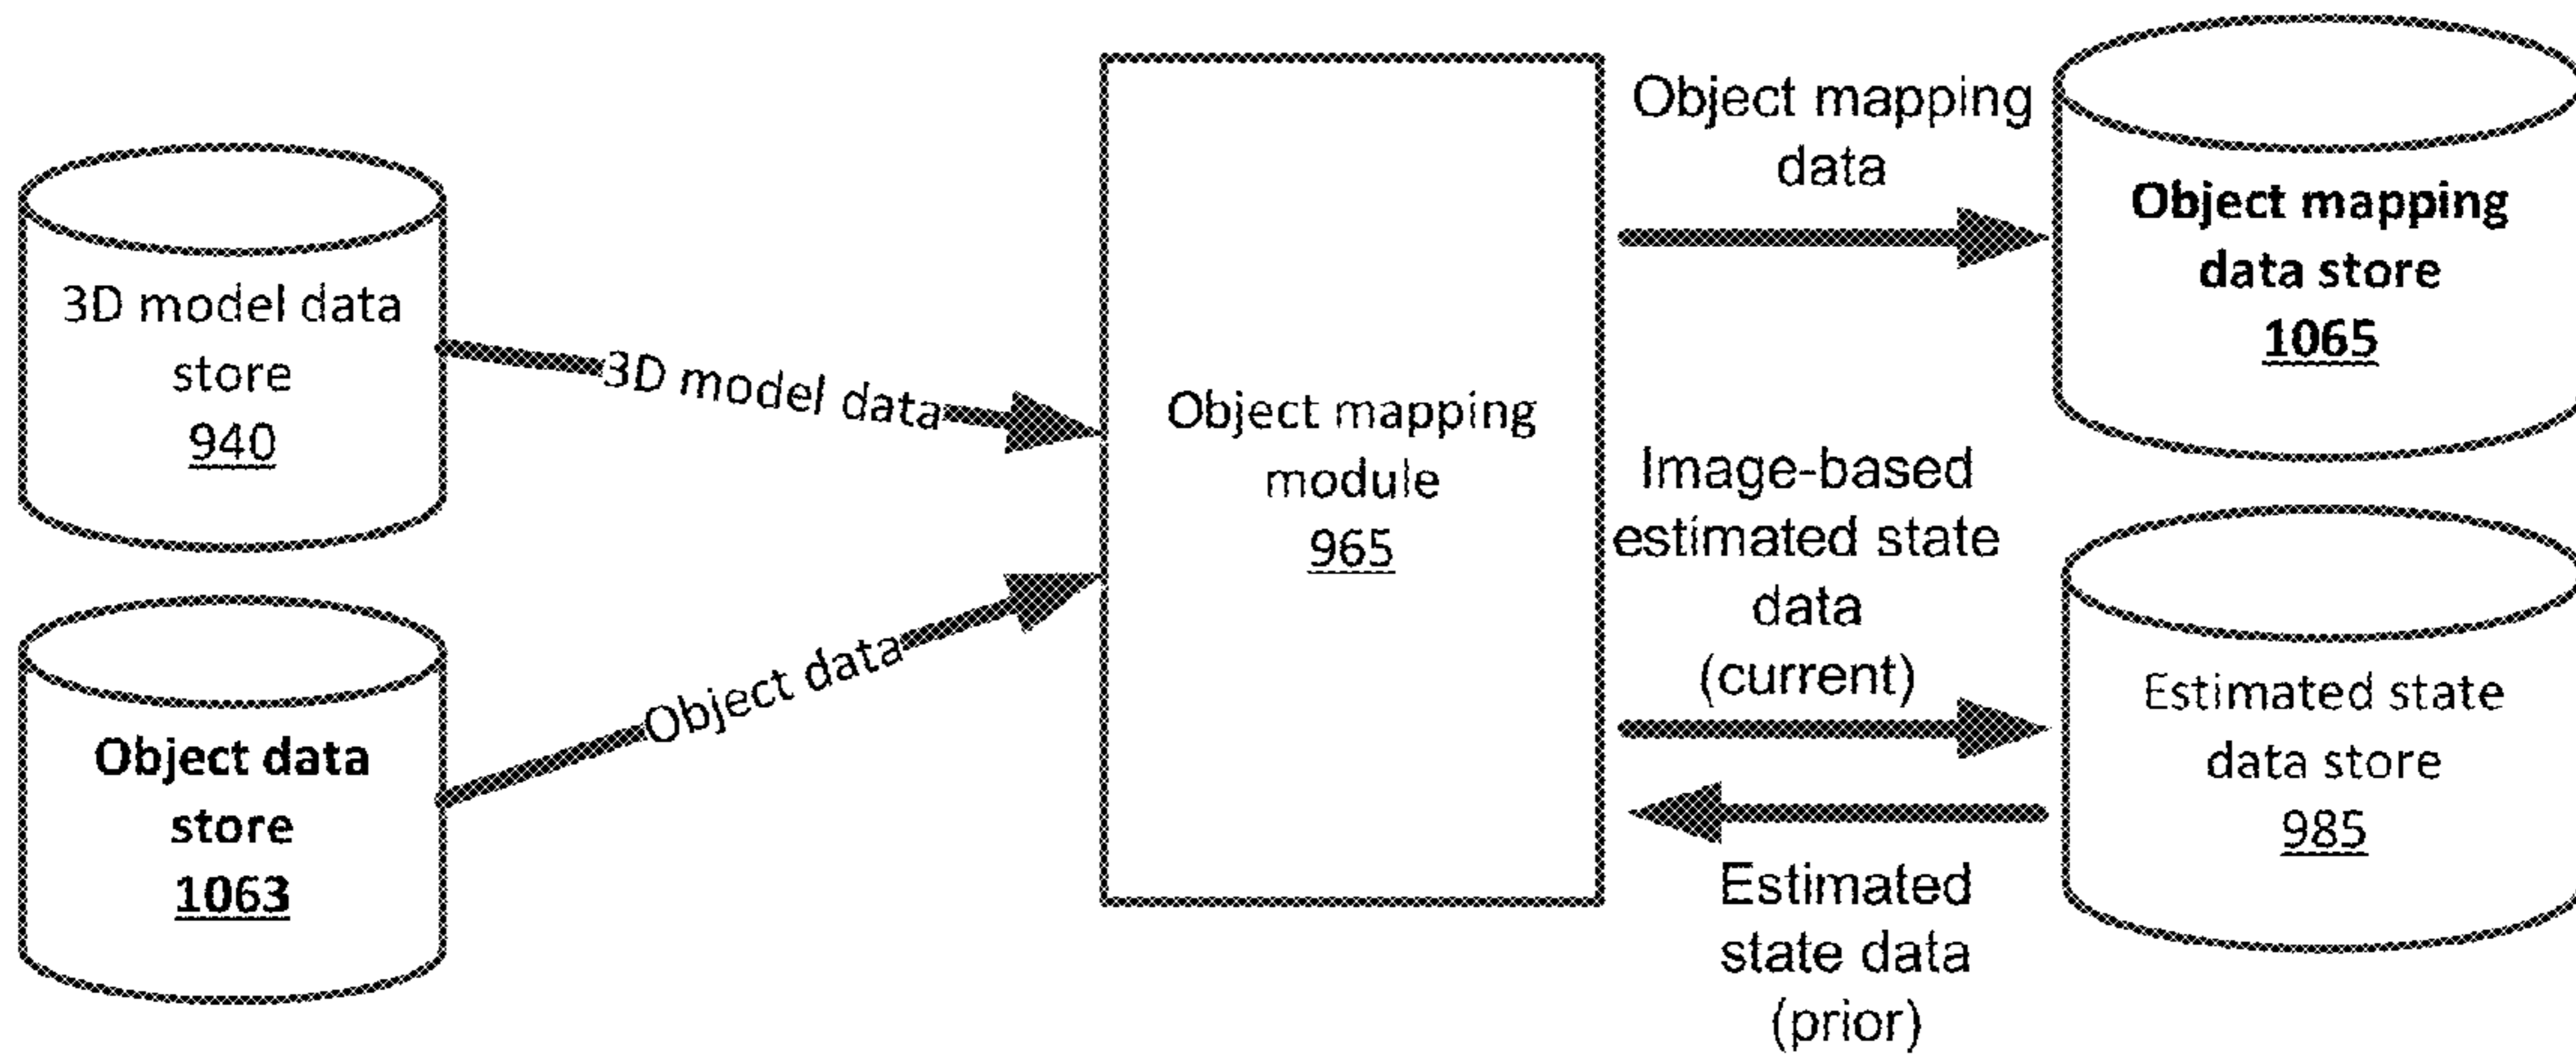 3D model data
store
940
Object data
store
1063
3D model data
Object data
Object mapping
module
965
Object mapping
data
Image-based
estimated state
data
(current)
Estimated
state data
(prior)
Object mapping
data store
1065
Estimated state
data store
985